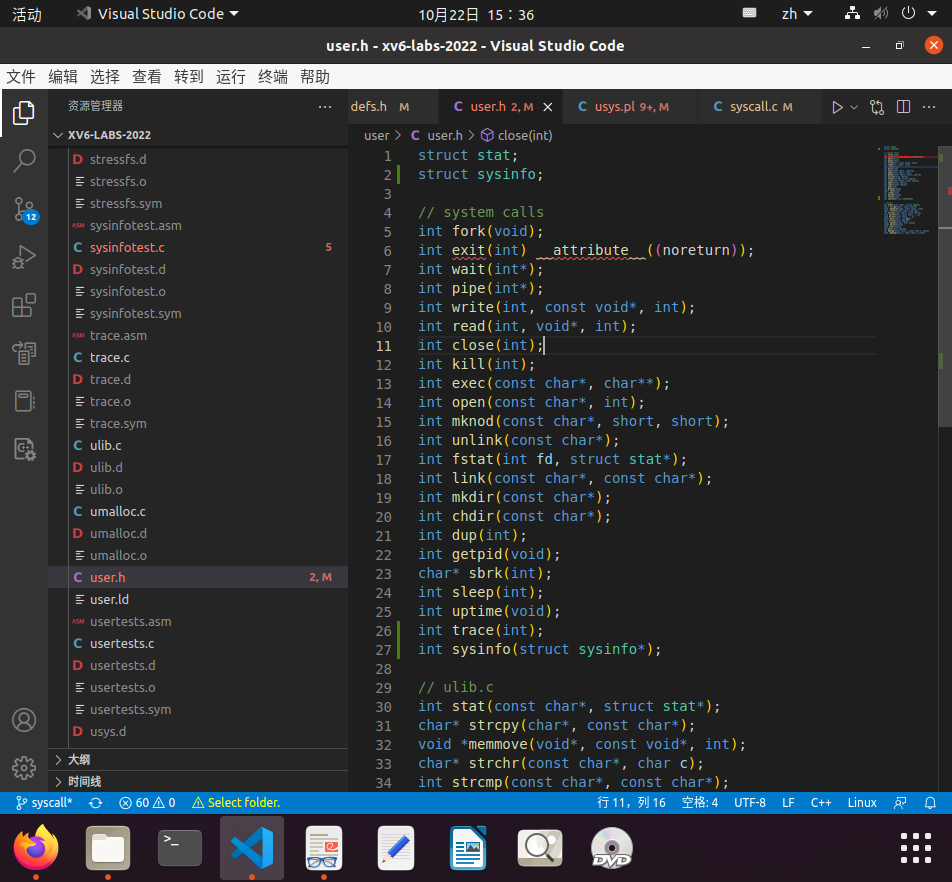 活动
Visual Studio Code
10月22日 15：36
zh
user.h - xv6-labs-2022 - Visual Studio Code
文件 编辑 选择 查看 转到 运行 终端 帮助
资源管理器
defs.h M
C user.h 2, M
C usys.pl 9+, M
C syscall.c M
XV6-LABS-2022
user > C user.h > close(int)
D stressfs.d
stressfs.o
stressfs.sym
12
ASM sysinfotest.asm
C sysinfotest.c 5
D sysinfotest.d
sysinfotest.o
sysinfotest.sym
ASM trace.asm
C trace.c
D trace.d
trace.o
trace.sym
C ulib.c
D ulib.d
ulib.o
C umalloc.c
D umalloc.d
umalloc.o
C user.h 2, M
user.ld
ASM usertests.asm
C usertests.c
D usertests.d
usertests.o
usertests.sym
D usys.d
大纲
时间线
1 struct stat;
2 struct sysinfo;
3
4 // system calls
5 int fork(void);
6 int exit(int) __attribute__((noreturn));
7 int wait(int*);
8 int pipe(int*);
9 int write(int, const void*, int);
10 int read(int, void*, int);
11 int close(int);
12 int kill(int);
13 int exec(const char*, char**);
14 int open(const char*, int);
15 int mknod(const char*, short, short);
16 int unlink(const char*);
17 int fstat(int fd, struct stat*);
18 int link(const char*, const char*);
19 int mkdir(const char*);
20 int chdir(const char*);
21 int dup(int);
22 int getpid(void);
23 char* sbrk(int);
24 int sleep(int);
25 int uptime(void);
26 int trace(int);
27 int sysinfo(struct sysinfo*);
28
29 // ulib.c
30 int stat(const char*, struct stat*);
31 char* strcpy(char*, const char*);
32 void *memmove(void*, const void*, int);
33 char* strchr(const char*, char c);
34 int strcmp(const char*, const char*);
syscall* 60 0 Select folder. 行 11，列 16 空格: 4 UTF-8 LF C++ Linux
>_
DVD